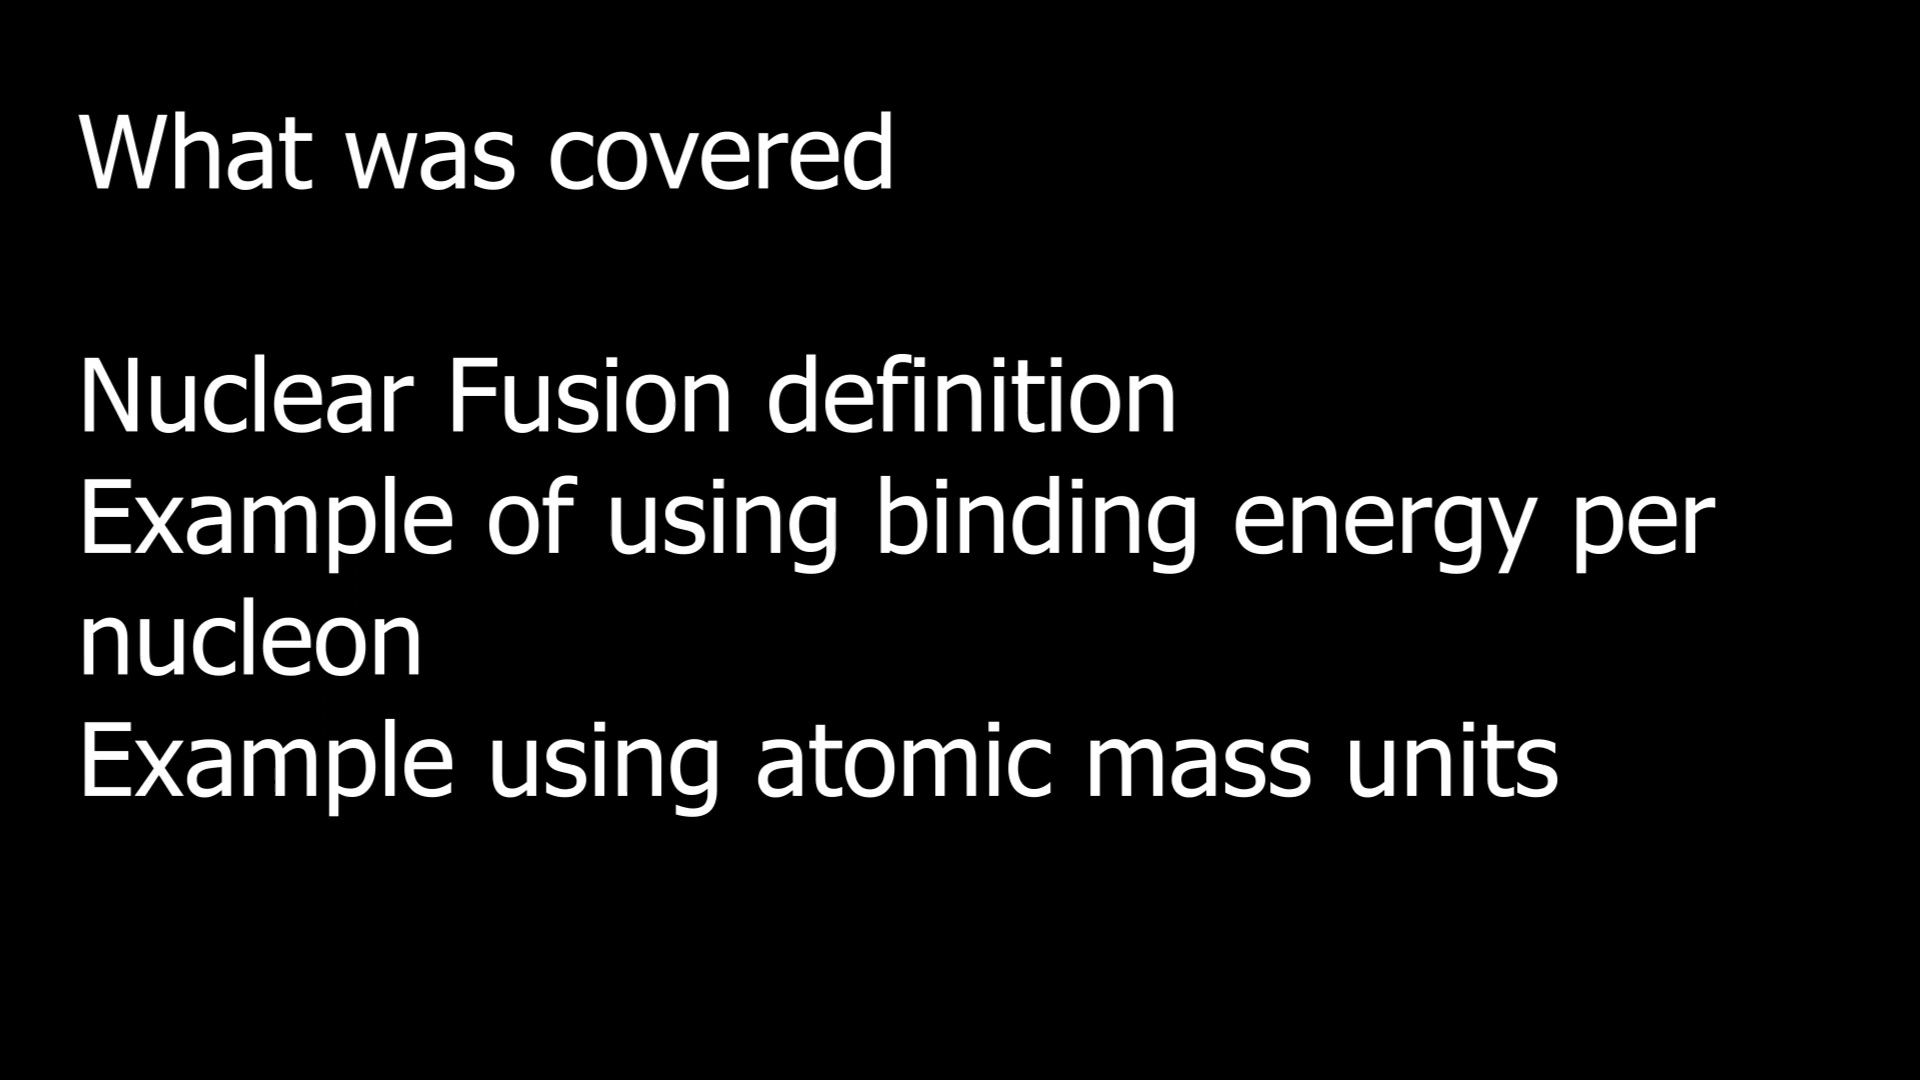 What was covered
Nuclear Fusion definition
Example of using binding energy per
nucleon
Example using atomic mass units